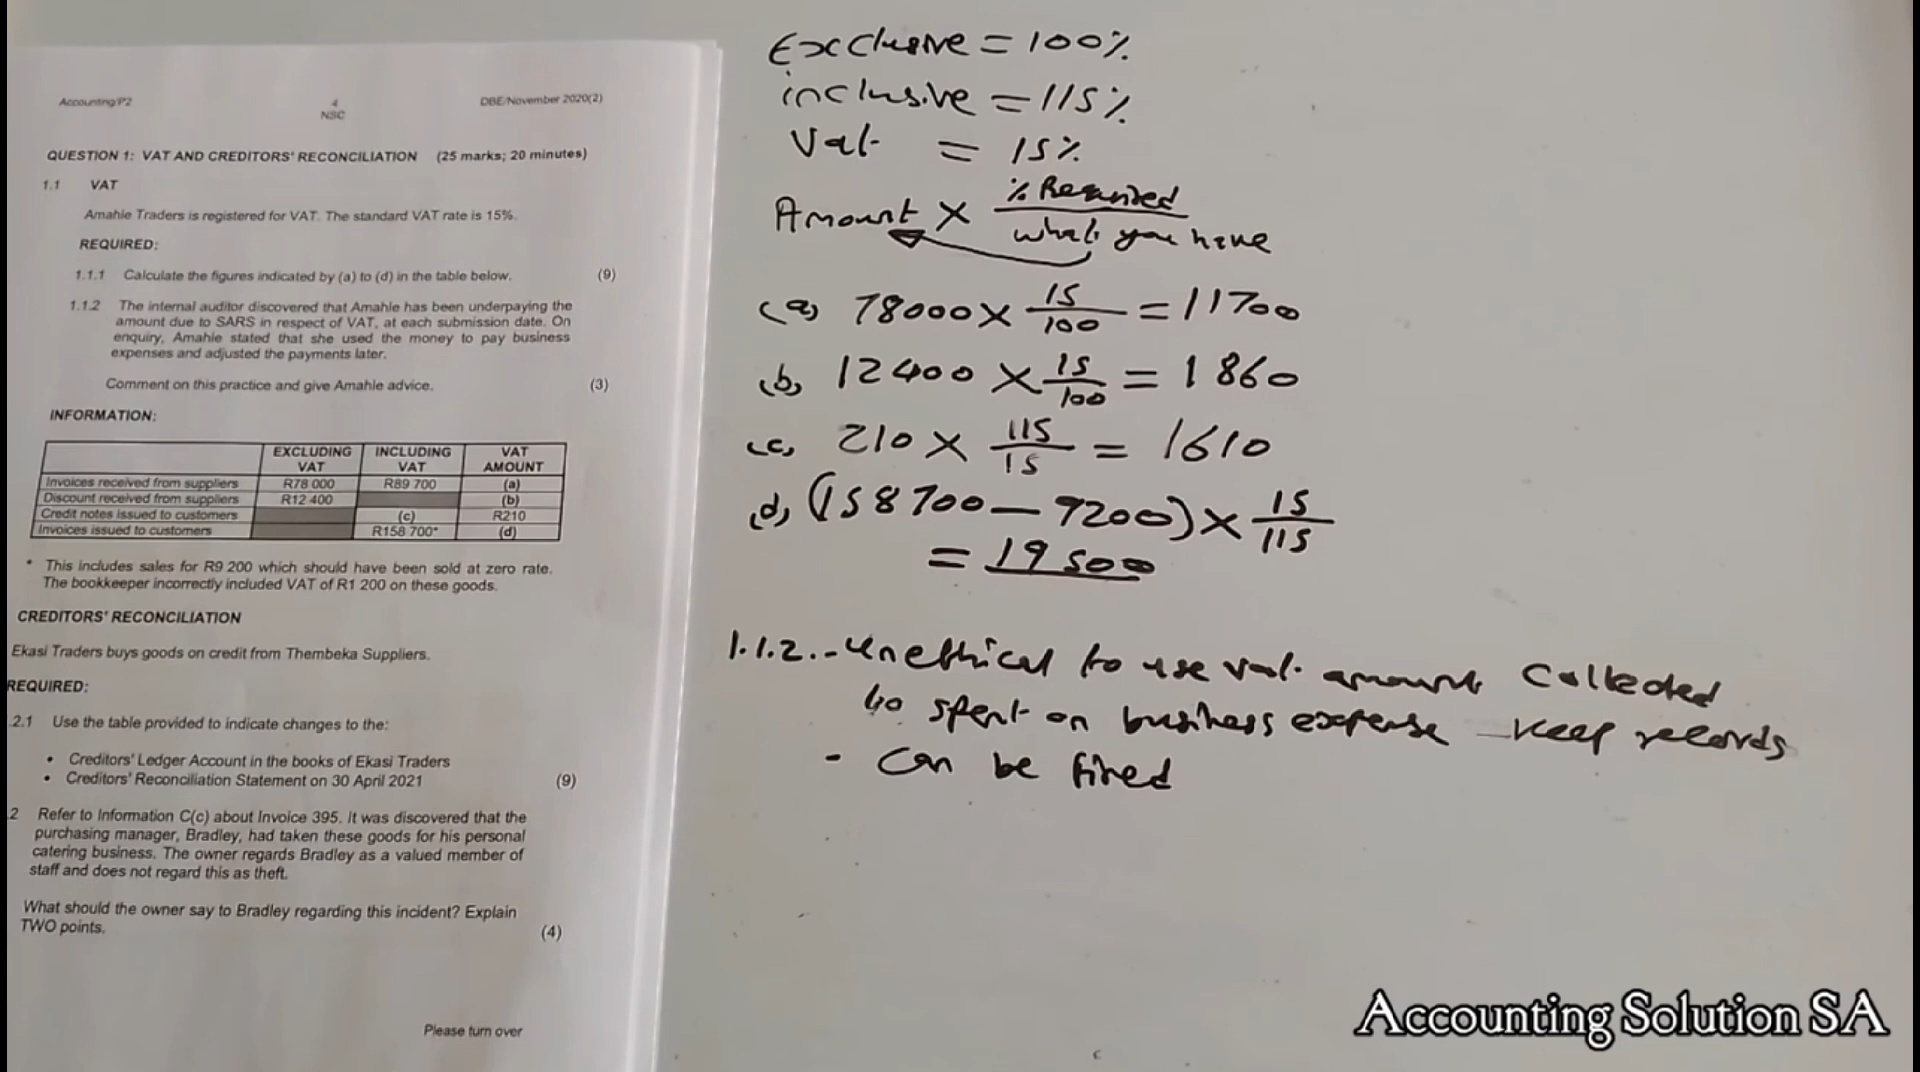 Accounting/P2
4
NSC
DBE/November 2020(2)
QUESTION 1: VAT AND CREDITORS' RECONCILIATION (25 marks; 20 minutes)
1.1 VAT
Amahle Traders is registered for VAT. The standard VAT rate is 15%.
REQUIRED:
1.1.1 Calculate the figures indicated by (a) to (d) in the table below. (9)
1.1.2 The internal auditor discovered that Amahle has been underpaying the
amount due to SARS in respect of VAT, at each submission date. On
enquiry, Amahle stated that she used the money to pay business
expenses and adjusted the payments later.
Comment on this practice and give Amahle advice. (3)
INFORMATION:
EXCLUDING VAT INCLUDING VAT VAT AMOUNT
Invoices received from suppliers R78 000 R89 700 (a)
Discount received from suppliers R12 400 (b)
Credit notes issued to customers (c) R210
Invoices issued to customers R158 700* (d)
* This includes sales for R9 200 which should have been sold at zero rate.
The bookkeeper incorrectly included VAT of R1 200 on these goods.
CREDITORS' RECONCILIATION
Ekasi Traders buys goods on credit from Thembeka Suppliers.
REQUIRED:
.2.1 Use the table provided to indicate changes to the:
• Creditors' Ledger Account in the books of Ekasi Traders
• Creditors' Reconciliation Statement on 30 April 2021 (9)
2 Refer to Information C(c) about Invoice 395. It was discovered that the
purchasing manager, Bradley, had taken these goods for his personal
catering business. The owner regards Bradley as a valued member of
staff and does not regard this as theft.
What should the owner say to Bradley regarding this incident? Explain
TWO points. (4)
Please turn over
Exclusive = 100%
inclusive = 115%
Vat = 15%
Amount × % Required / what you have
(a) 78000 × 15/100 = 11700
(b) 12400 × 15/100 = 1860
(c) 210 × 115/15 = 1610
(d) (158700 - 9200) × 15/115
= 19500
1.1.2. - unethical to use vat amount collected
to spent on business expense - keep records
- can be fined
Accounting Solution SA